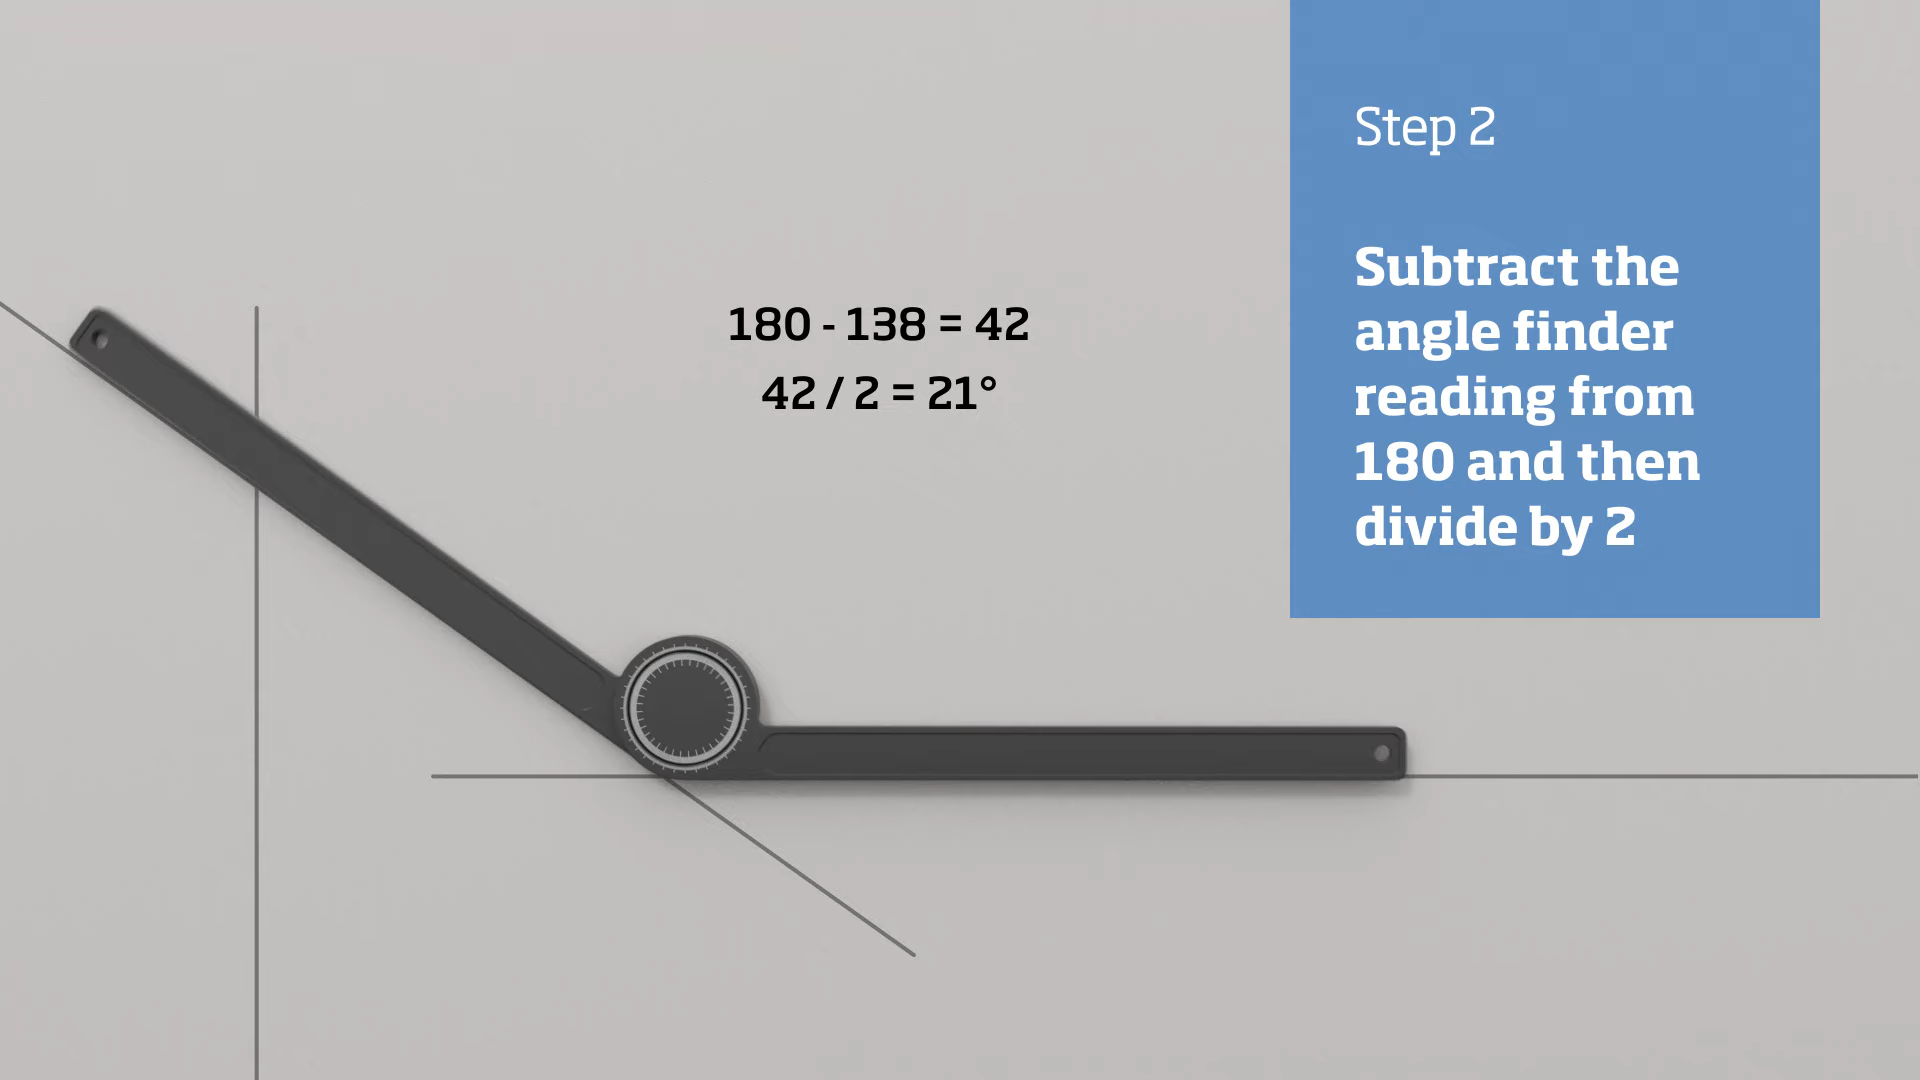 Step 2
Subtract the
angle finder
reading from
180 and then
divide by 2
180 - 138 = 42
42 / 2 = 21°